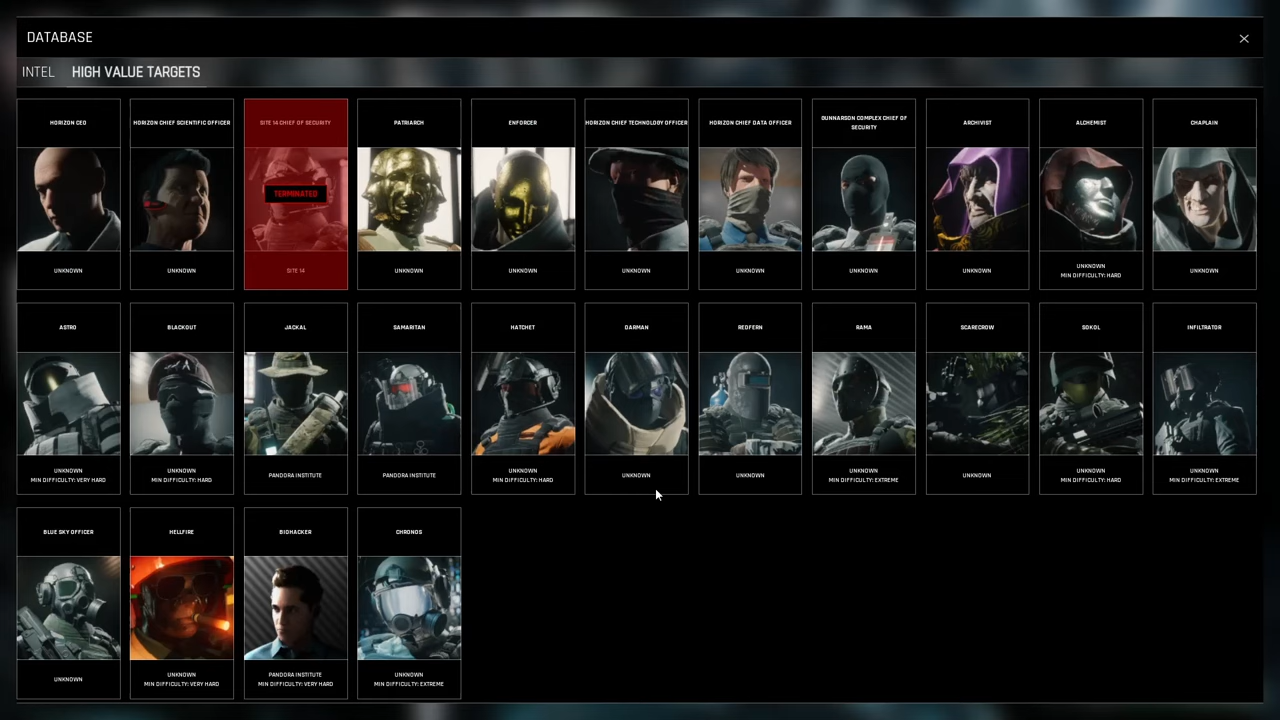 DATABASE
INTEL
HIGH VALUE TARGETS
HORIZON CEO
HORIZON CHIEF SCIENTIFIC OFFICER
SITE 14 CHIEF OF SECURITY
PATRIARCH
ENFORCER
HORIZON CHIEF TECHNOLOGY OFFICER
HORIZON CHIEF DATA OFFICER
GUNNARSON COMPLEX CHIEF OF
SECURITY
ARCHIVIST
ALCHEMIST
CHAPLAIN
TERMINATED
UNKNOWN
UNKNOWN
SITE 14
UNKNOWN
UNKNOWN
UNKNOWN
UNKNOWN
UNKNOWN
UNKNOWN
UNKNOWN
MIN DIFFICULTY: HARD
UNKNOWN
ASTRO
BLACKOUT
JACKAL
SAMARITAN
HATCHET
DARMAN
REDFERN
RAMA
SCARECROW
SOKOL
INFILTRATOR
UNKNOWN
MIN DIFFICULTY: VERY HARD
UNKNOWN
MIN DIFFICULTY: HARD
PANDORA INSTITUTE
PANDORA INSTITUTE
UNKNOWN
MIN DIFFICULTY: HARD
UNKNOWN
UNKNOWN
UNKNOWN
MIN DIFFICULTY: EXTREME
UNKNOWN
UNKNOWN
MIN DIFFICULTY: HARD
UNKNOWN
MIN DIFFICULTY: EXTREME
BLUE SKY OFFICER
HELLFIRE
BIOHACKER
CHRONOS
UNKNOWN
UNKNOWN
MIN DIFFICULTY: VERY HARD
PANDORA INSTITUTE
MIN DIFFICULTY: VERY HARD
UNKNOWN
MIN DIFFICULTY: EXTREME